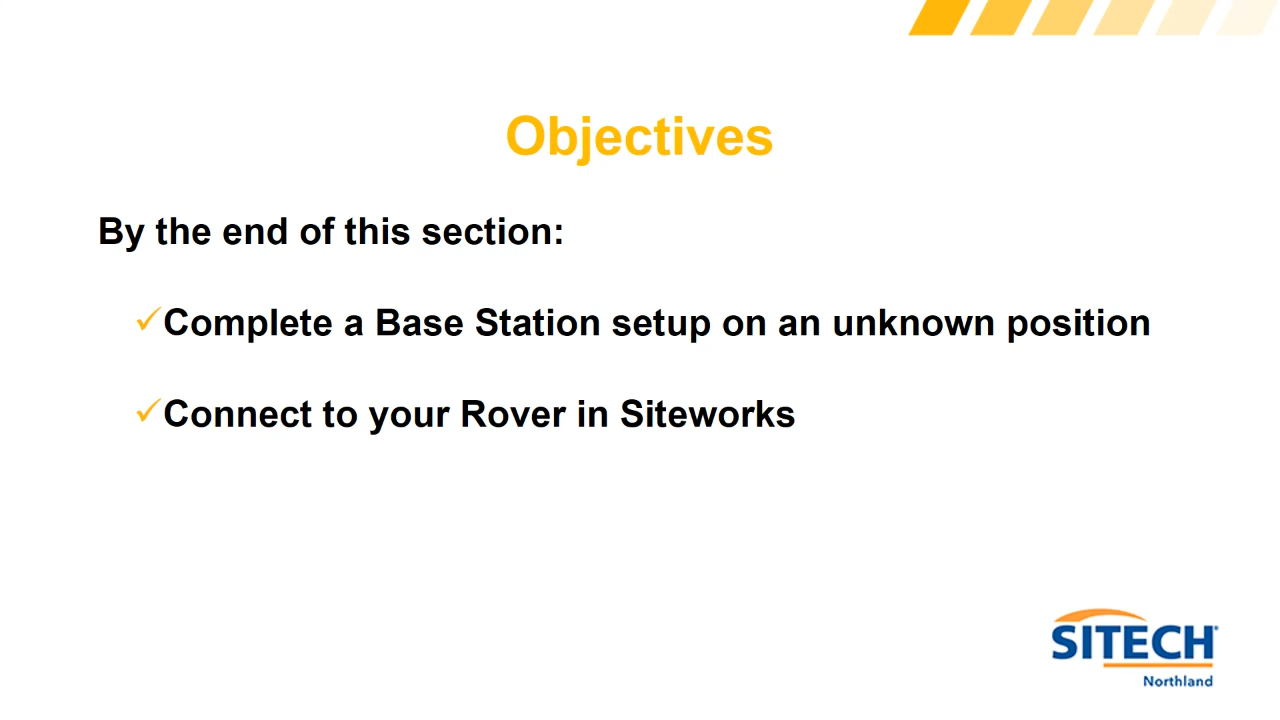 Objectives
By the end of this section:
✓Complete a Base Station setup on an unknown position
✓Connect to your Rover in Siteworks
SITECH®
Northland